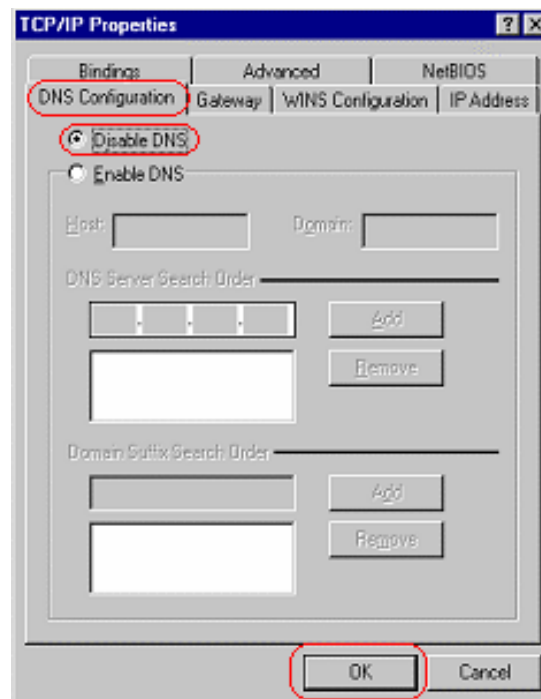 TCP/IP Properties
Bindings Advanced NetBIOS
DNS Configuration Gateway WINS Configuration IP Address
Disable DNS
Enable DNS
Host: Domain:
DNS Server Search Order
Add
Remove
Domain Suffix Search Order
Add
Remove
OK Cancel